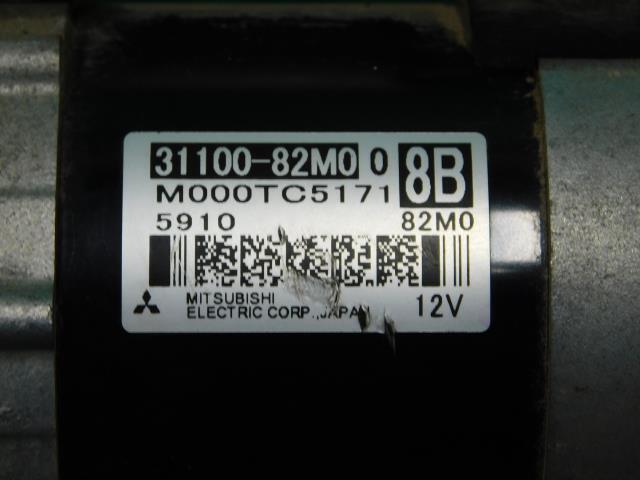 31100-82M0 0 8B
M000TC5171
5910 82M0
MITSUBISHI
ELECTRIC CORP.,JAPAN 12V